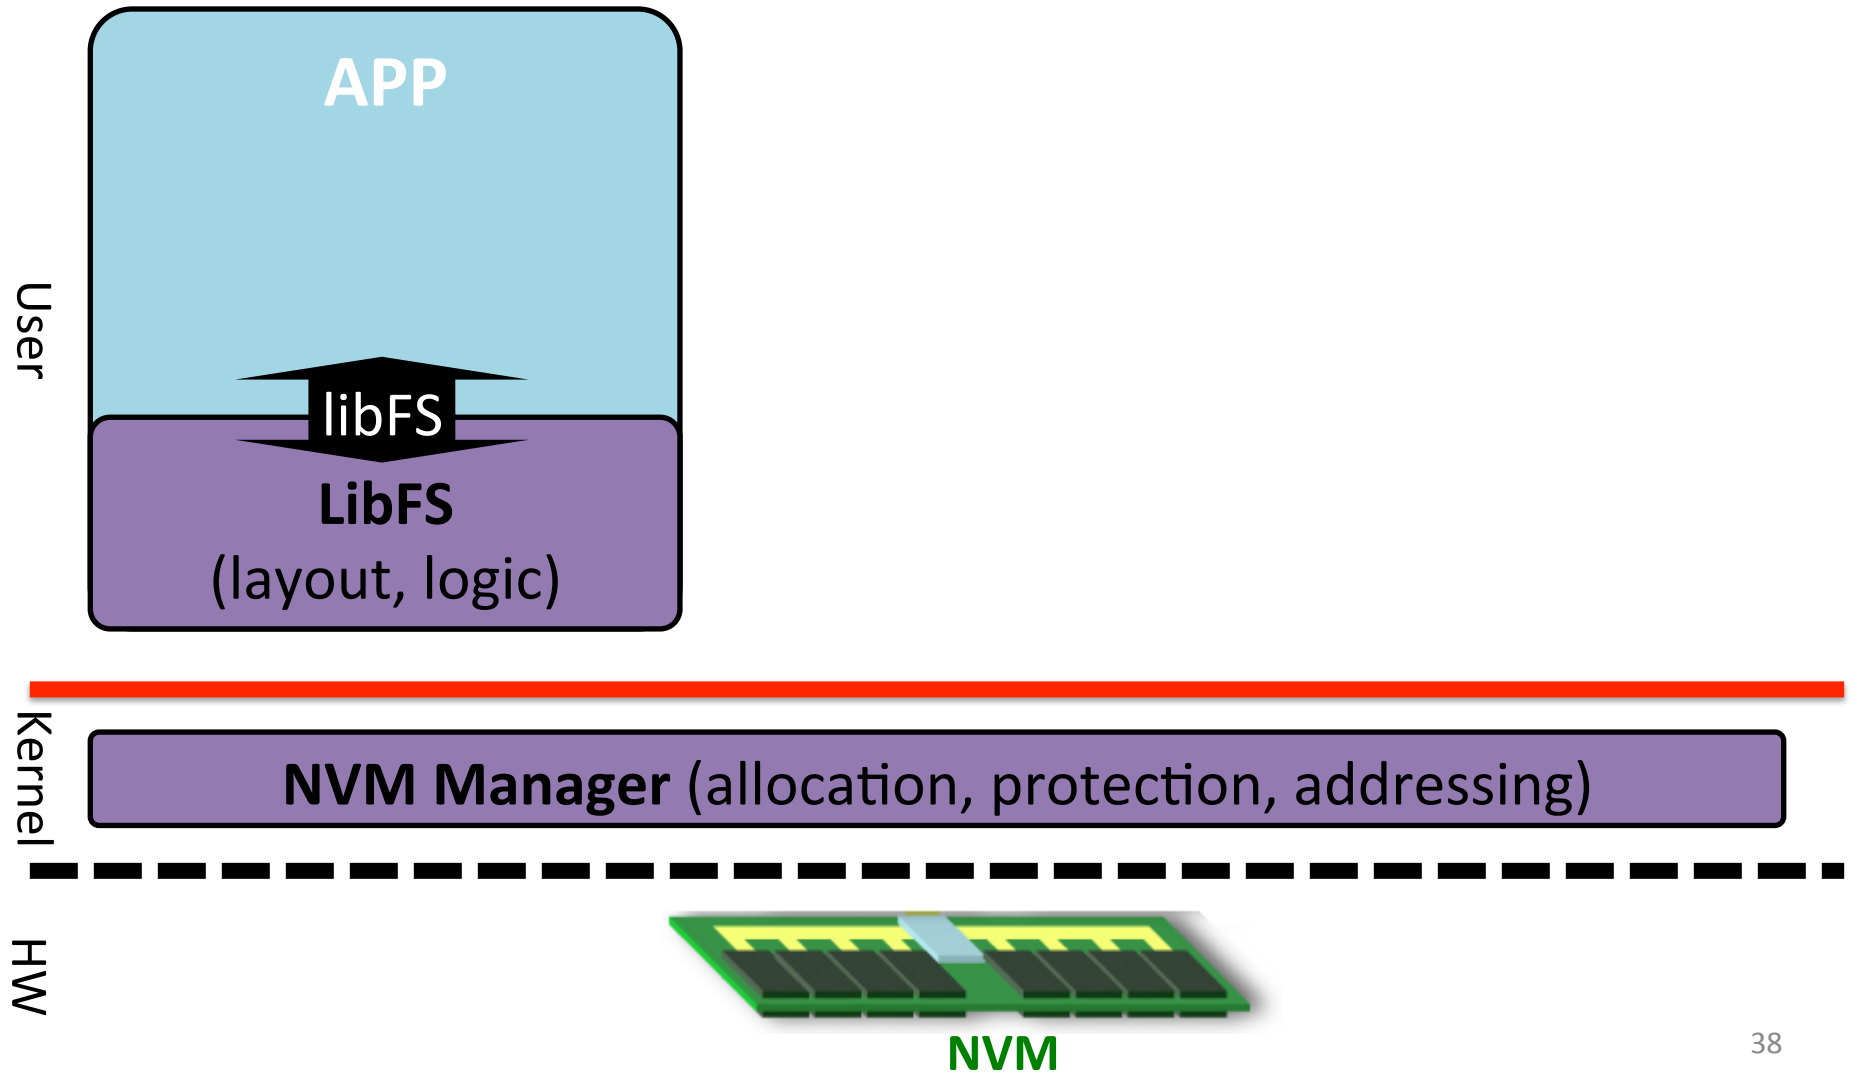 APP
User
libFS
LibFS
(layout, logic)
Kernel
NVM Manager (allocation, protection, addressing)
HW
NVM
38